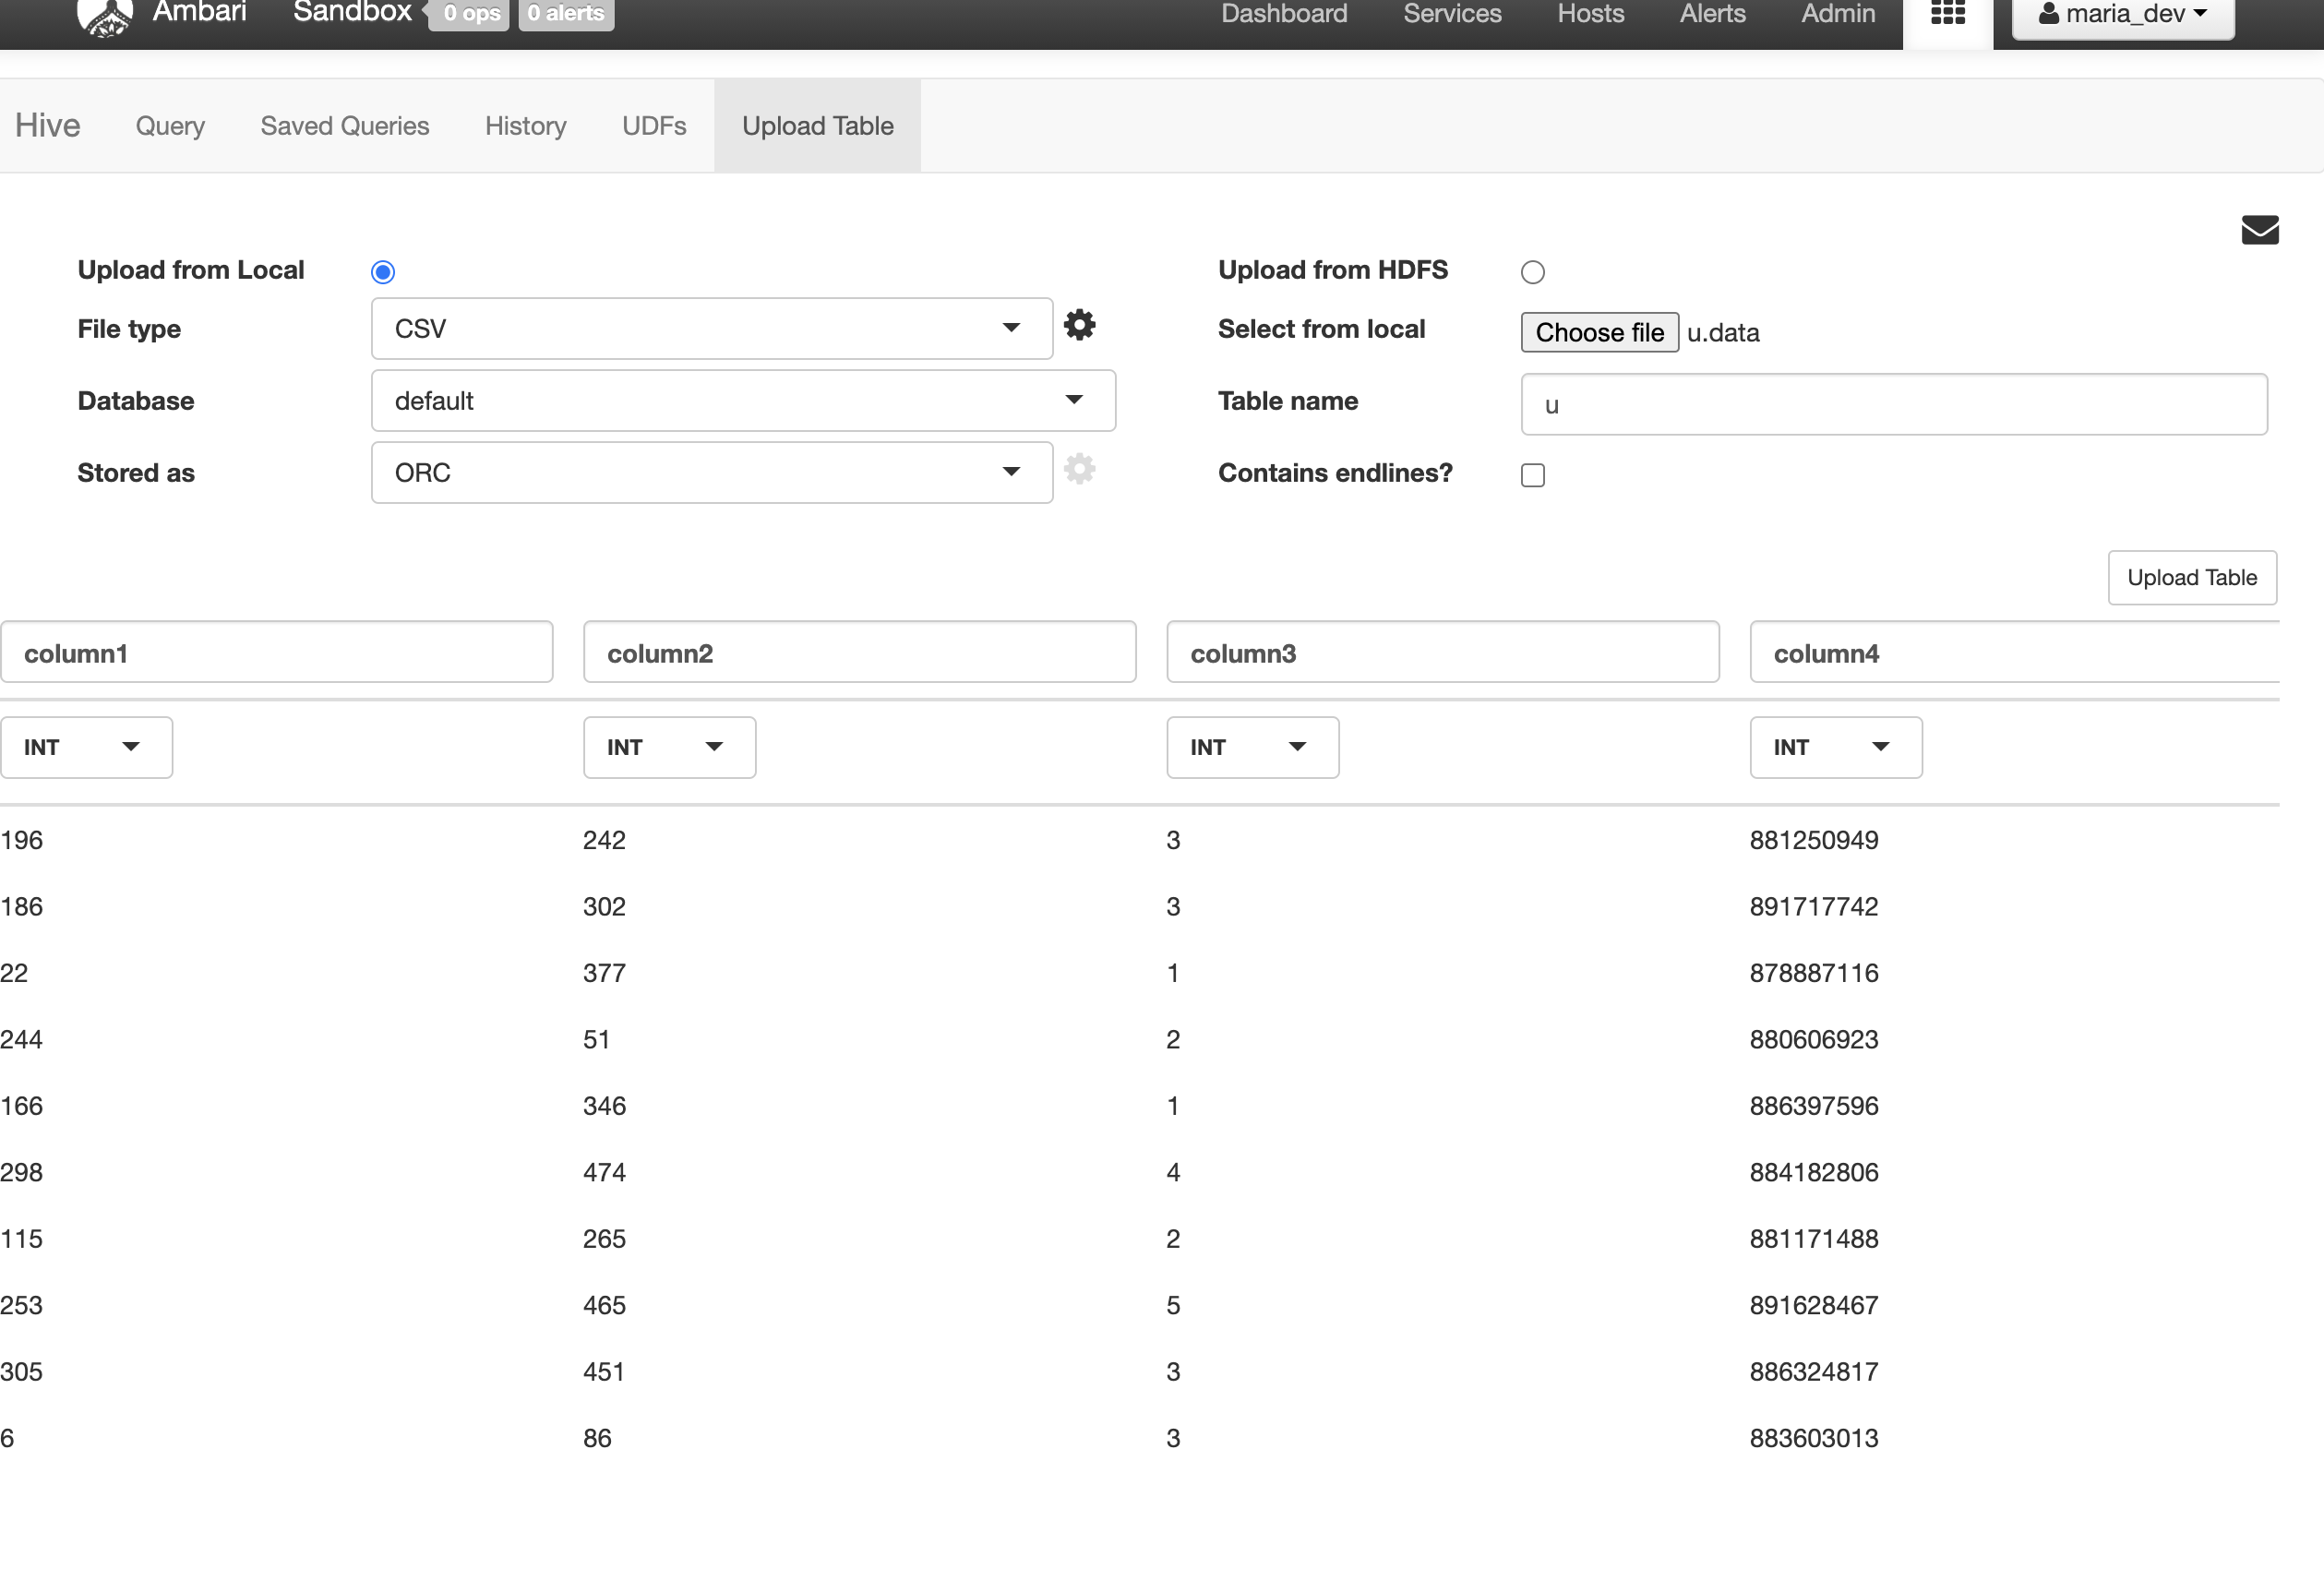 Ambari Sandbox 0 ops 0 alerts Dashboard Services Hosts Alerts Admin maria_dev
Hive Query Saved Queries History UDFs Upload Table
Upload from Local Upload from HDFS
File type CSV Select from local Choose file u.data
Database default Table name u
Stored as ORC Contains endlines?
Upload Table
column1 column2 column3 column4
INT INT INT INT
196 242 3 881250949
186 302 3 891717742
22 377 1 878887116
244 51 2 880606923
166 346 1 886397596
298 474 4 884182806
115 265 2 881171488
253 465 5 891628467
305 451 3 886324817
6 86 3 883603013